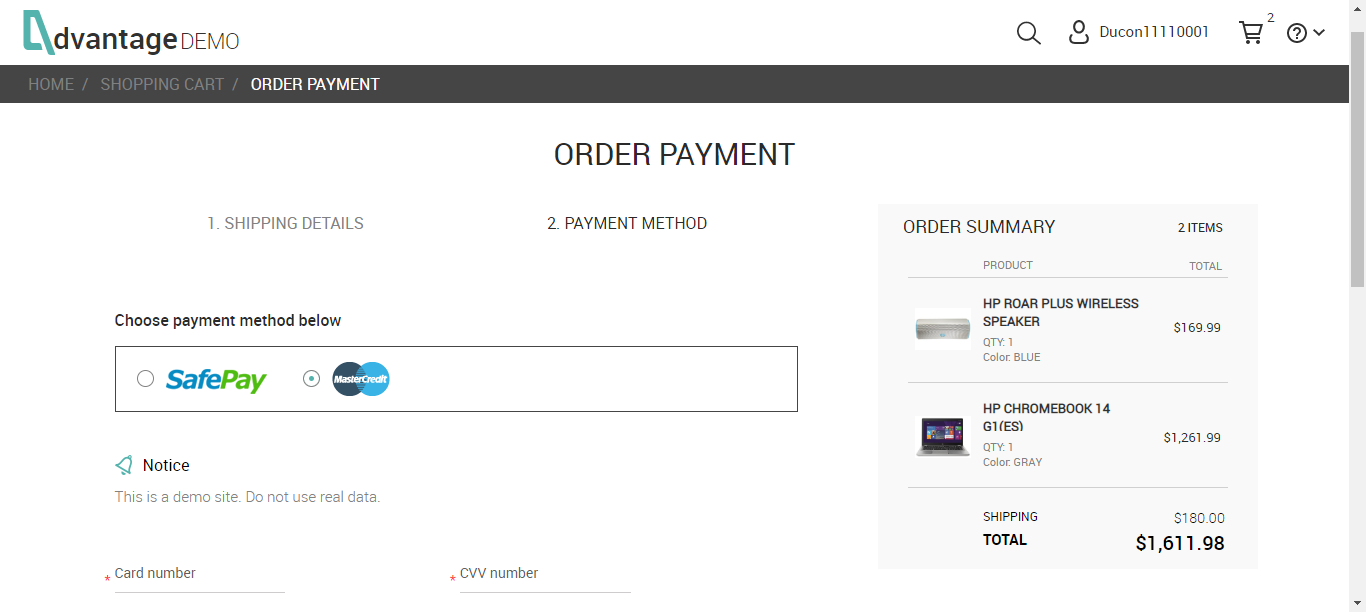 dvantage DEMO
Ducon11110001
2
?
HOME / SHOPPING CART / ORDER PAYMENT
ORDER PAYMENT
1. SHIPPING DETAILS
2. PAYMENT METHOD
Choose payment method below
SafePay
MasterCredit
Notice
This is a demo site. Do not use real data.
* Card number
* CVV number
ORDER SUMMARY
2 ITEMS
PRODUCT
TOTAL
HP ROAR PLUS WIRELESS
SPEAKER
$169.99
QTY: 1
Color: BLUE
HP CHROMEBOOK 14
G1(ES)
$1,261.99
QTY: 1
Color: GRAY
SHIPPING
$180.00
TOTAL
$1,611.98